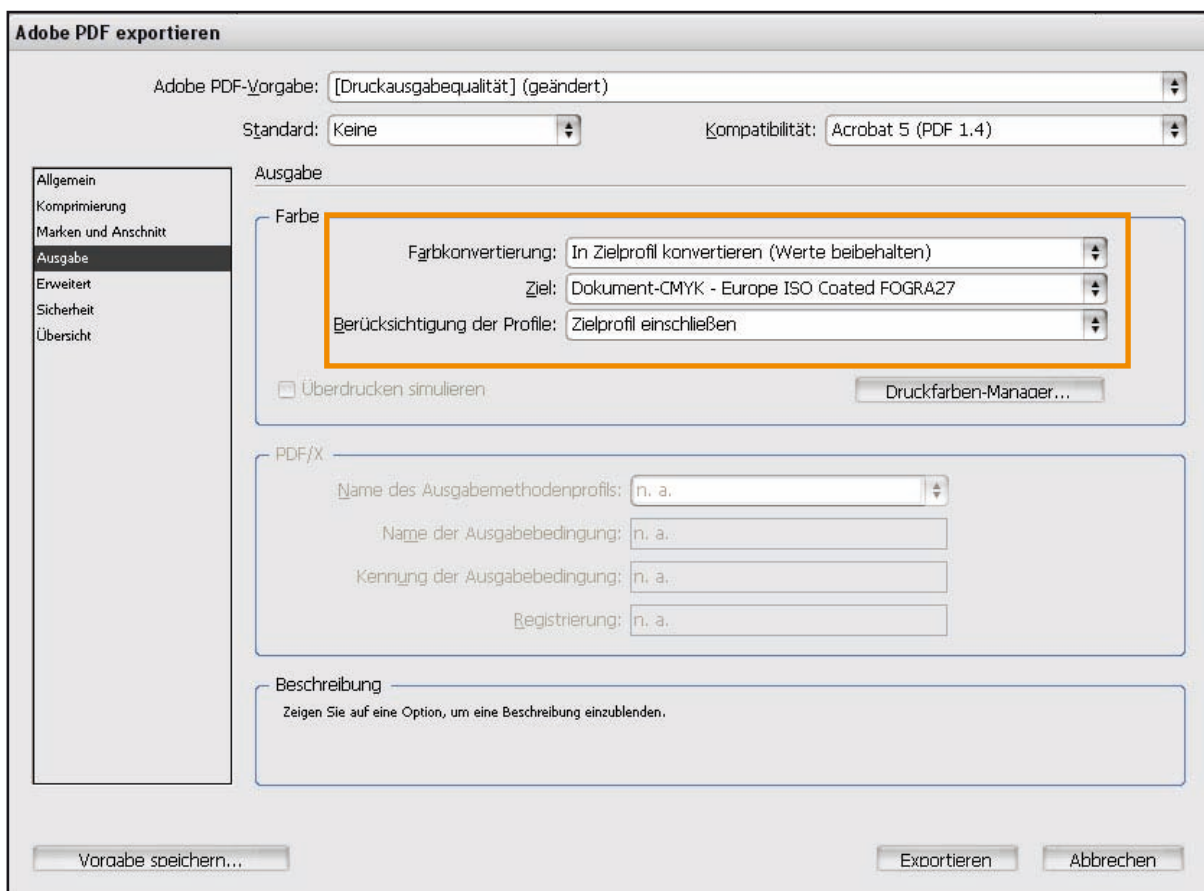 Adobe PDF exportieren
Adobe PDF-Vorgabe: [Druckausgabequalität] (geändert)
Standard: Keine Kompatibilität: Acrobat 5 (PDF 1.4)
Allgemein
Komprimierung
Marken und Anschnitt
Ausgabe
Erweitert
Sicherheit
Übersicht
Ausgabe
Farbe
Farbkonvertierung: In Zielprofil konvertieren (Werte beibehalten)
Ziel: Dokument-CMYK - Europe ISO Coated FOGRA27
Berücksichtigung der Profile: Zielprofil einschließen
Überdrucken simulieren Druckfarben-Manager...
PDF/X
Name des Ausgabemethodenprofils: n. a.
Name der Ausgabebedingung: n. a.
Kennung der Ausgabebedingung: n. a.
Registrierung: n. a.
Beschreibung
Zeigen Sie auf eine Option, um eine Beschreibung einzublenden.
Vorgabe speichern... Exportieren Abbrechen